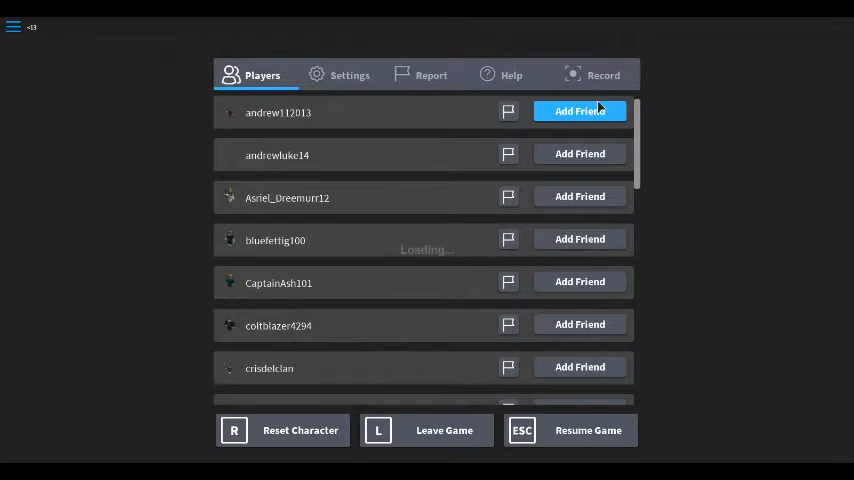 <13
Players Settings Report Help Record
andrew112013 Add Friend
andrewluke14 Add Friend
Asriel_Dreemurr12 Add Friend
bluefettig100 Add Friend
Loading...
CaptainAsh101 Add Friend
coltblazer4294 Add Friend
crisdelclan Add Friend
R Reset Character L Leave Game ESC Resume Game